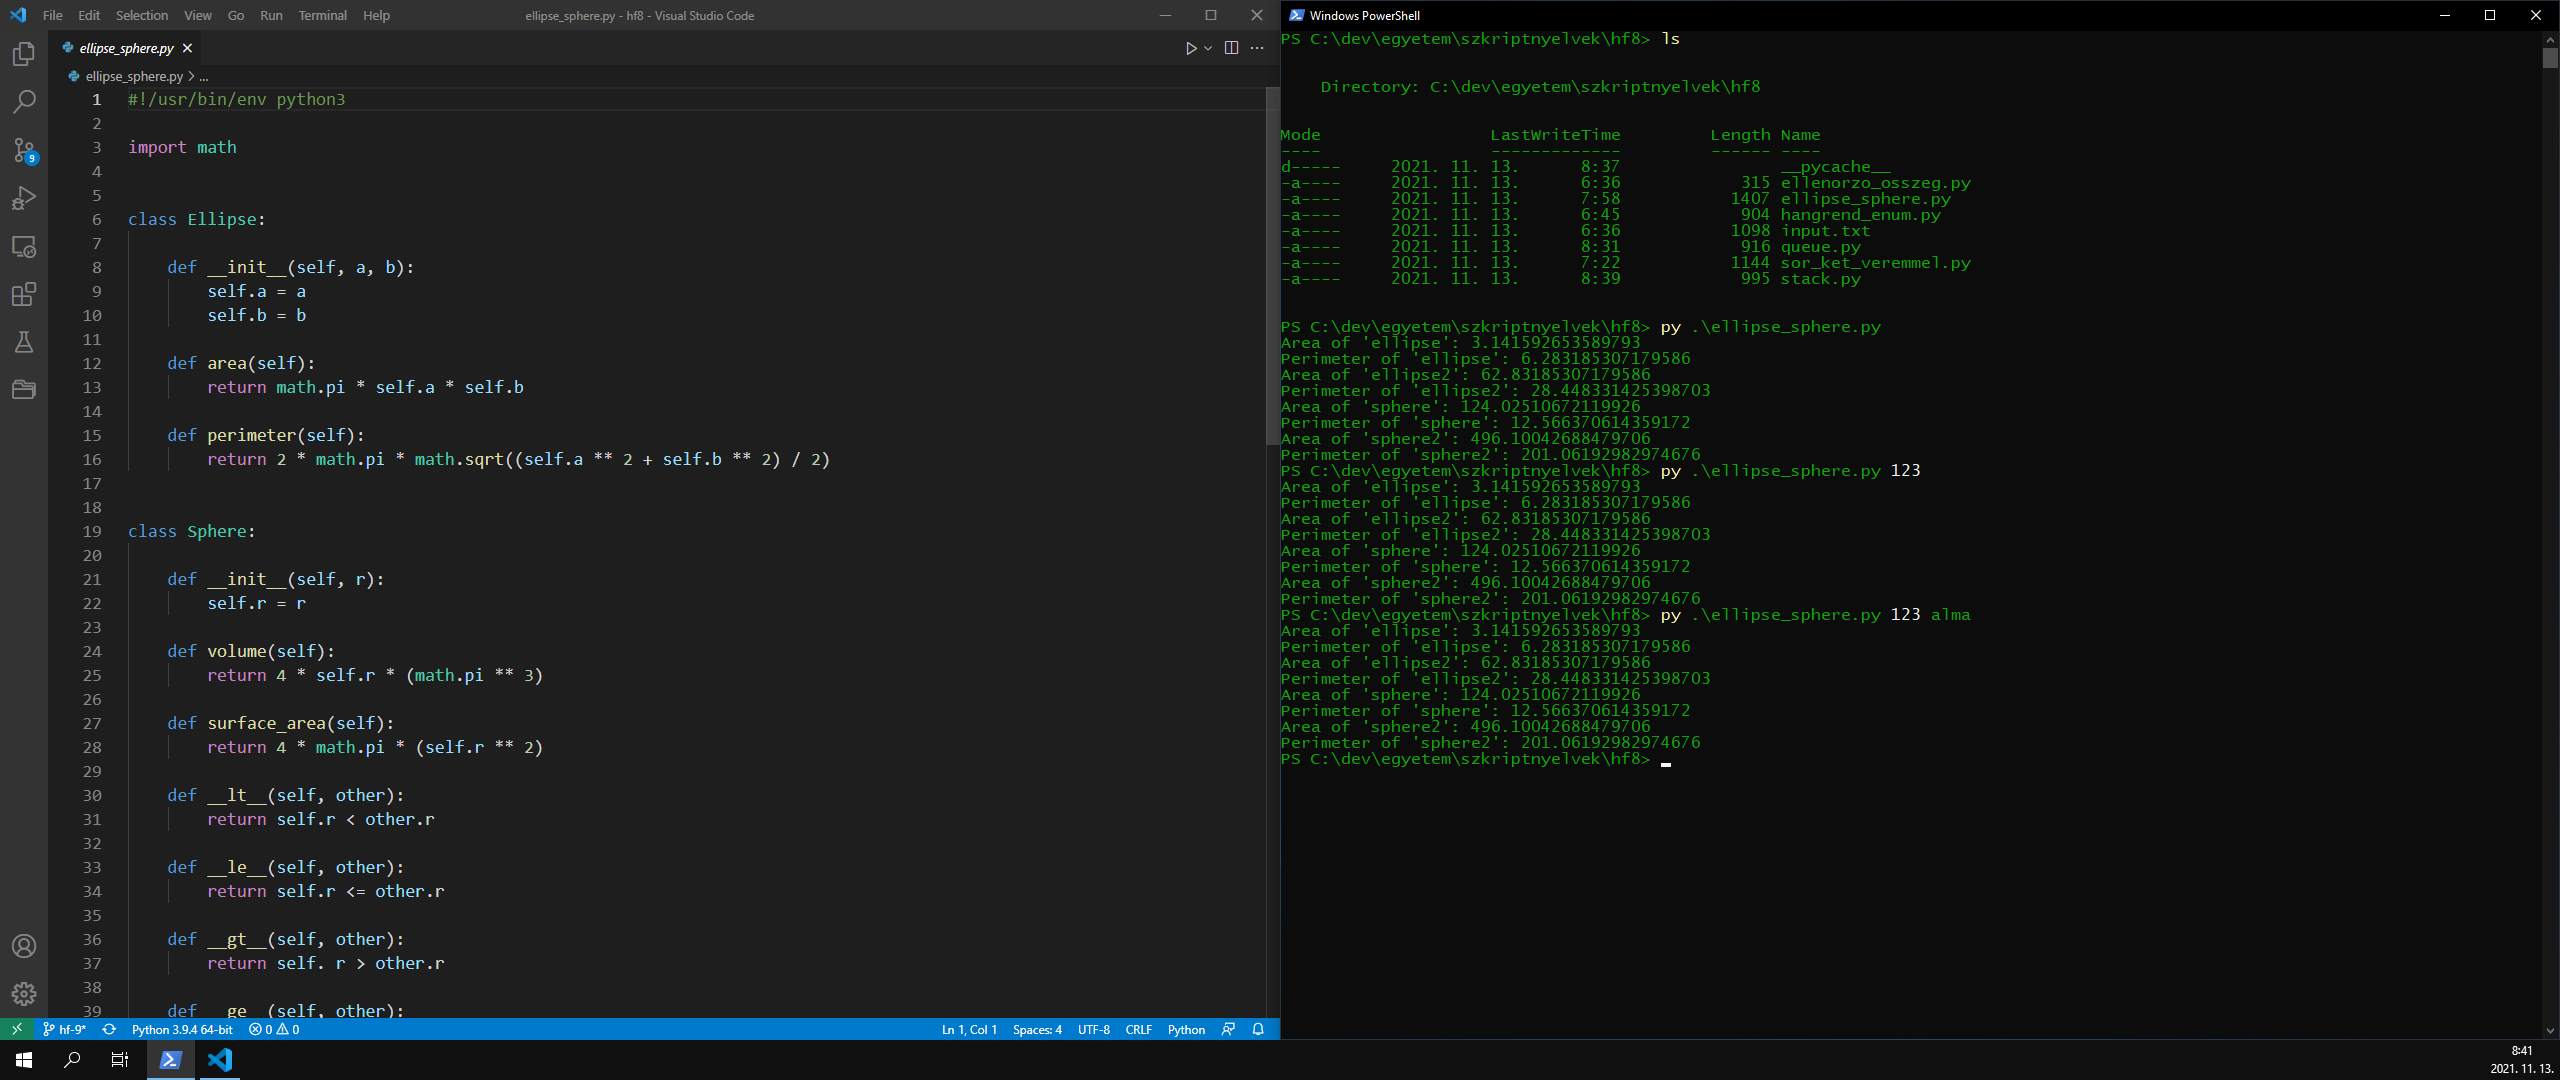 File Edit Selection View Go Run Terminal Help ellipse_sphere.py - hf8 - Visual Studio Code
ellipse_sphere.py
ellipse_sphere.py > ...
1 #!/usr/bin/env python3
2
3 import math
4
5
6 class Ellipse:
7
8 def __init__(self, a, b):
9 self.a = a
10 self.b = b
11
12 def area(self):
13 return math.pi * self.a * self.b
14
15 def perimeter(self):
16 return 2 * math.pi * math.sqrt((self.a ** 2 + self.b ** 2) / 2)
17
18
19 class Sphere:
20
21 def __init__(self, r):
22 self.r = r
23
24 def volume(self):
25 return 4 * self.r * (math.pi ** 3)
26
27 def surface_area(self):
28 return 4 * math.pi * (self.r ** 2)
29
30 def __lt__(self, other):
31 return self.r < other.r
32
33 def __le__(self, other):
34 return self.r <= other.r
35
36 def __gt__(self, other):
37 return self. r > other.r
38
39 def __ge__(self, other):
9
hf-9* Python 3.9.4 64-bit 0 0 Ln 1, Col 1 Spaces: 4 UTF-8 CRLF Python
Windows PowerShell
PS C:\dev\egyetem\szkriptnyelvek\hf8> ls
Directory: C:\dev\egyetem\szkriptnyelvek\hf8
Mode LastWriteTime Length Name
---- ------------- ------ ----
d----- 2021. 11. 13. 8:37 __pycache__
-a---- 2021. 11. 13. 6:36 315 ellenorzo_osszeg.py
-a---- 2021. 11. 13. 7:58 1407 ellipse_sphere.py
-a---- 2021. 11. 13. 6:45 904 hangrend_enum.py
-a---- 2021. 11. 13. 6:36 1098 input.txt
-a---- 2021. 11. 13. 8:31 916 queue.py
-a---- 2021. 11. 13. 7:22 1144 sor_ket_veremmel.py
-a---- 2021. 11. 13. 8:39 995 stack.py
PS C:\dev\egyetem\szkriptnyelvek\hf8> py .\ellipse_sphere.py
Area of 'ellipse': 3.141592653589793
Perimeter of 'ellipse': 6.283185307179586
Area of 'ellipse2': 62.83185307179586
Perimeter of 'ellipse2': 28.448331425398703
Area of 'sphere': 124.02510672119926
Perimeter of 'sphere': 12.566370614359172
Area of 'sphere2': 496.10042688479706
Perimeter of 'sphere2': 201.06192982974676
PS C:\dev\egyetem\szkriptnyelvek\hf8> py .\ellipse_sphere.py 123
Area of 'ellipse': 3.141592653589793
Perimeter of 'ellipse': 6.283185307179586
Area of 'ellipse2': 62.83185307179586
Perimeter of 'ellipse2': 28.448331425398703
Area of 'sphere': 124.02510672119926
Perimeter of 'sphere': 12.566370614359172
Area of 'sphere2': 496.10042688479706
Perimeter of 'sphere2': 201.06192982974676
PS C:\dev\egyetem\szkriptnyelvek\hf8> py .\ellipse_sphere.py 123 alma
Area of 'ellipse': 3.141592653589793
Perimeter of 'ellipse': 6.283185307179586
Area of 'ellipse2': 62.83185307179586
Perimeter of 'ellipse2': 28.448331425398703
Area of 'sphere': 124.02510672119926
Perimeter of 'sphere': 12.566370614359172
Area of 'sphere2': 496.10042688479706
Perimeter of 'sphere2': 201.06192982974676
PS C:\dev\egyetem\szkriptnyelvek\hf8>
8:41
2021. 11. 13.